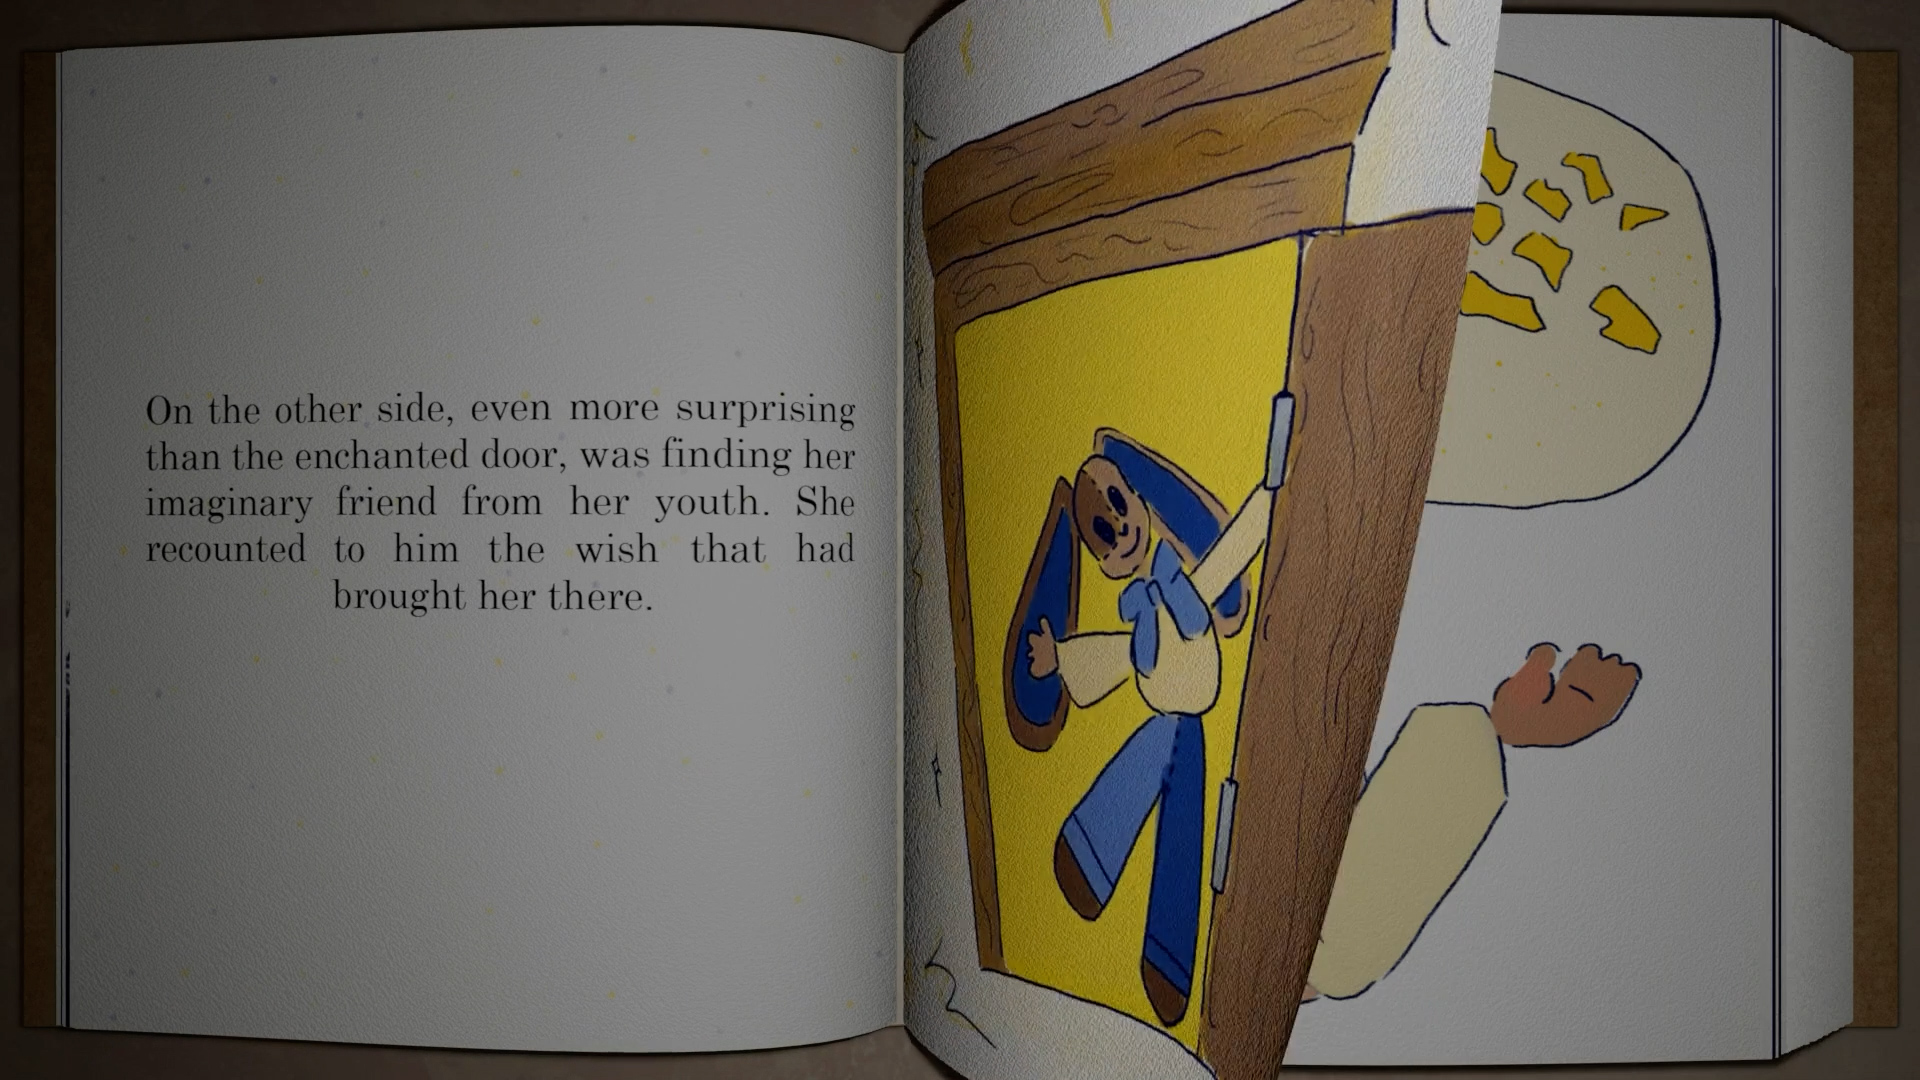 On the other side, even more surprising
than the enchanted door, was finding her
imaginary friend from her youth. She
recounted to him the wish that had
brought her there.